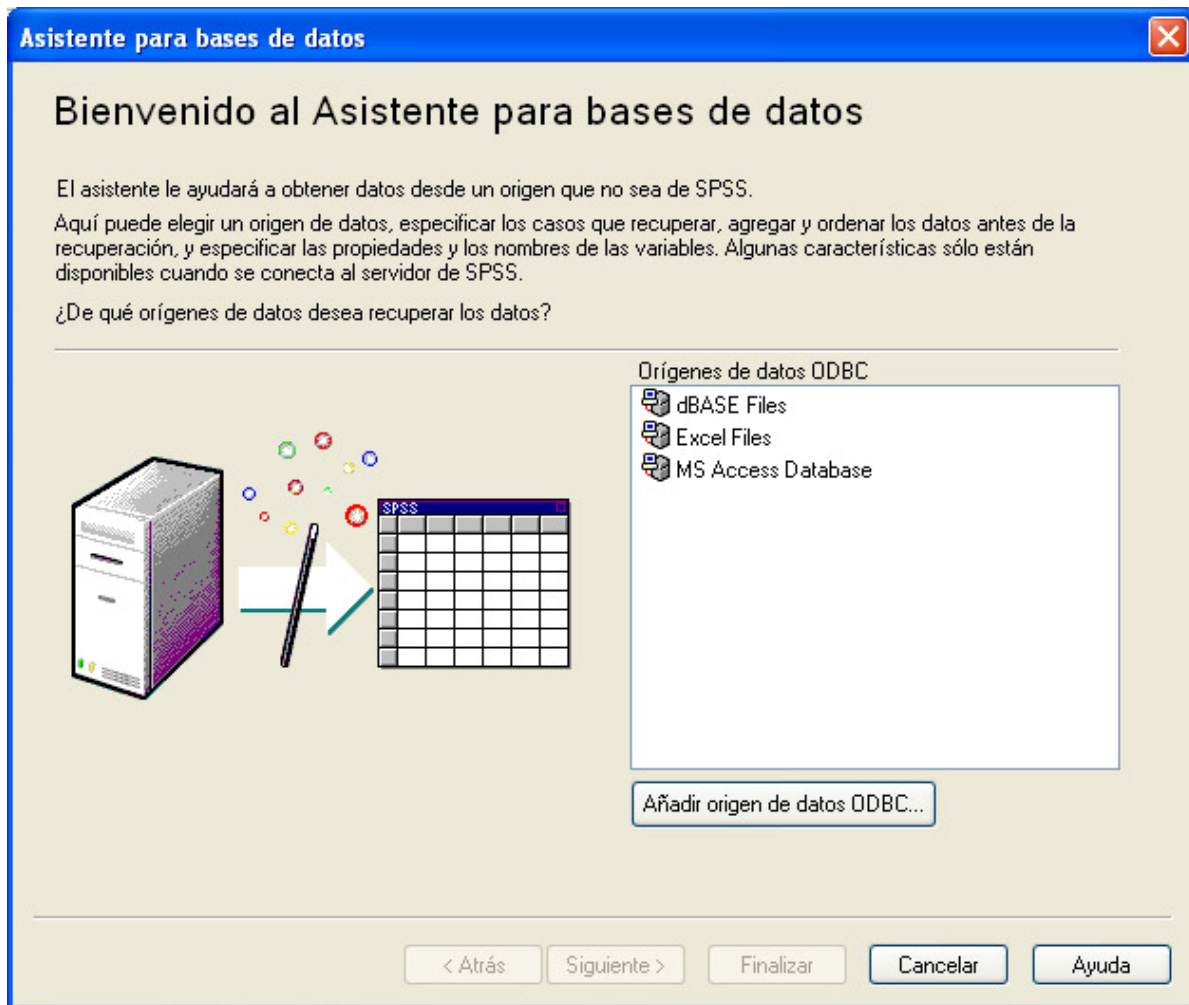 Asistente para bases de datos
Bienvenido al Asistente para bases de datos
El asistente le ayudará a obtener datos desde un origen que no sea de SPSS.
Aquí puede elegir un origen de datos, especificar los casos que recuperar, agregar y ordenar los datos antes de la
recuperación, y especificar las propiedades y los nombres de las variables. Algunas características sólo están
disponibles cuando se conecta al servidor de SPSS.
¿De qué orígenes de datos desea recuperar los datos?
Orígenes de datos ODBC
dBASE Files
Excel Files
MS Access Database
SPSS
Añadir origen de datos ODBC...
< Atrás
Siguiente >
Finalizar
Cancelar
Ayuda